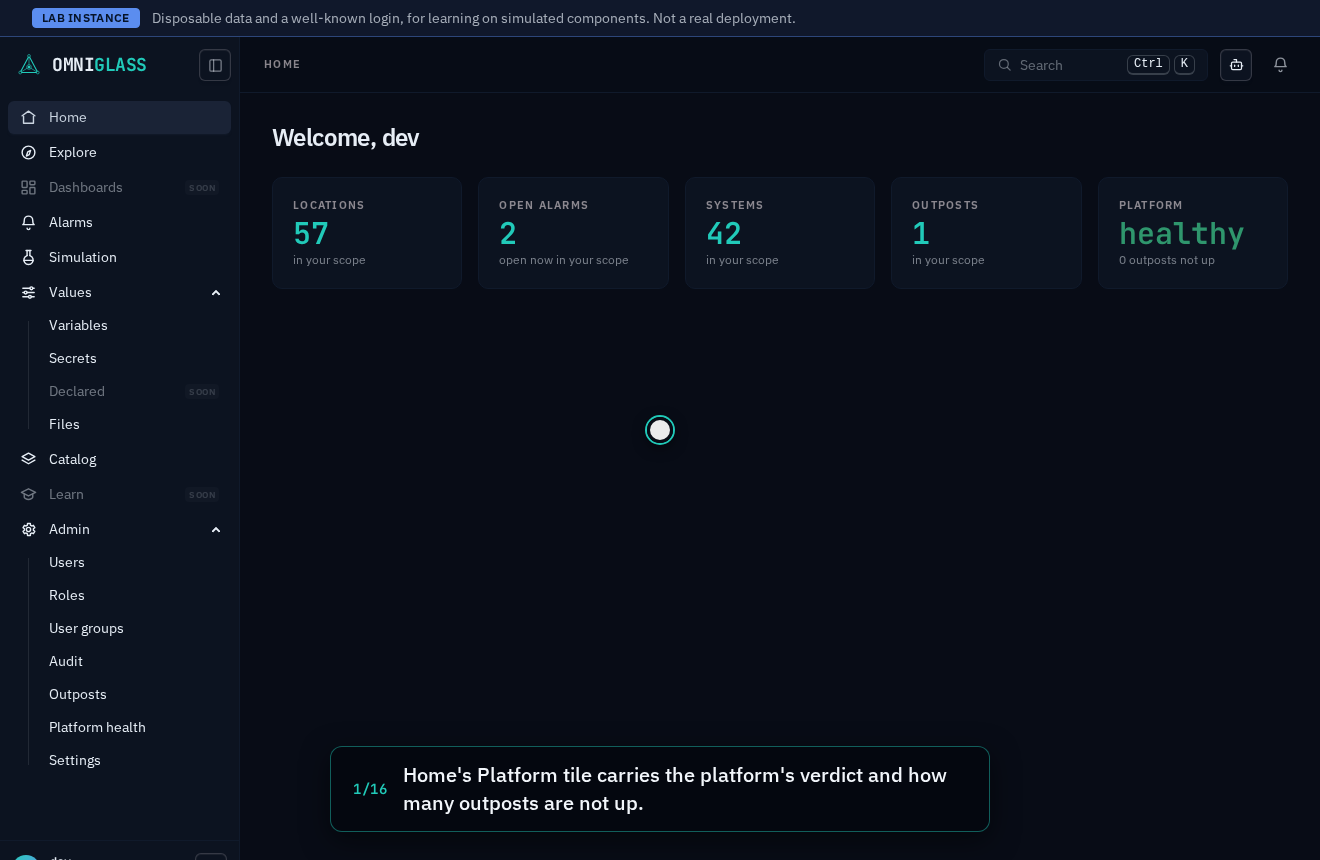 LAB INSTANCE Disposable data and a well-known login, for learning on simulated components. Not a real deployment.
OMNIGLASS
HOME
Search Ctrl K
Home
Explore
Dashboards SOON
Alarms
Simulation
Values
Variables
Secrets
Declared SOON
Files
Catalog
Learn SOON
Admin
Users
Roles
User groups
Audit
Outposts
Platform health
Settings
Welcome, dev
LOCATIONS
57
in your scope
OPEN ALARMS
2
open now in your scope
SYSTEMS
42
in your scope
OUTPOSTS
1
in your scope
PLATFORM
healthy
0 outposts not up
1/16
Home's Platform tile carries the platform's verdict and how
many outposts are not up.